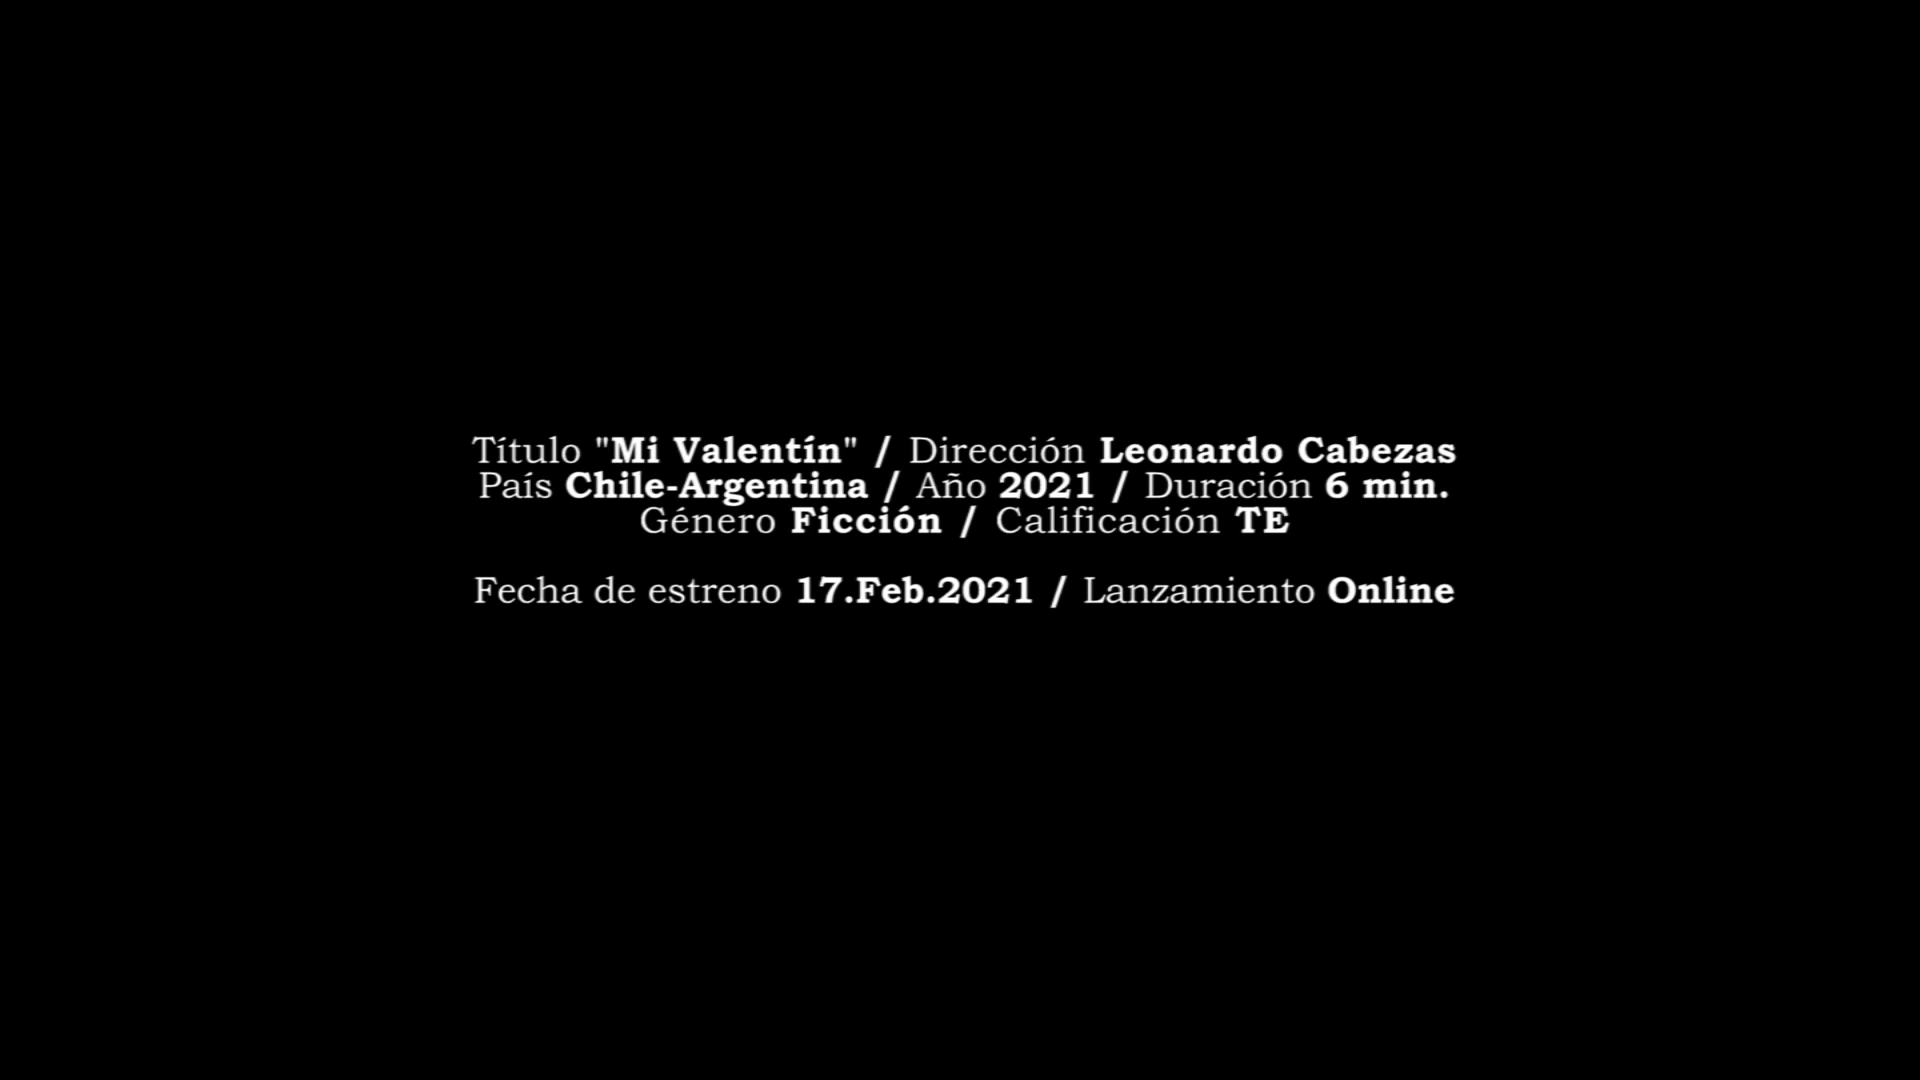 Título "Mi Valentín" / Dirección Leonardo Cabezas
País Chile-Argentina / Año 2021 / Duración 6 min.
Género Ficción / Calificación TE
Fecha de estreno 17.Feb.2021 / Lanzamiento Online